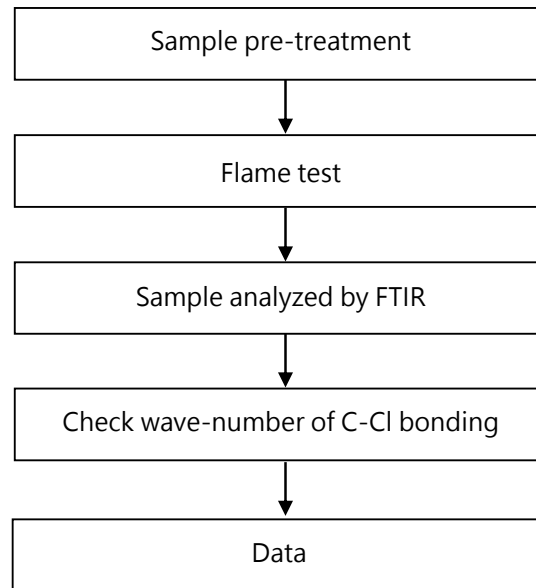 Sample pre-treatment
Flame test
Sample analyzed by FTIR
Check wave-number of C-Cl bonding
Data